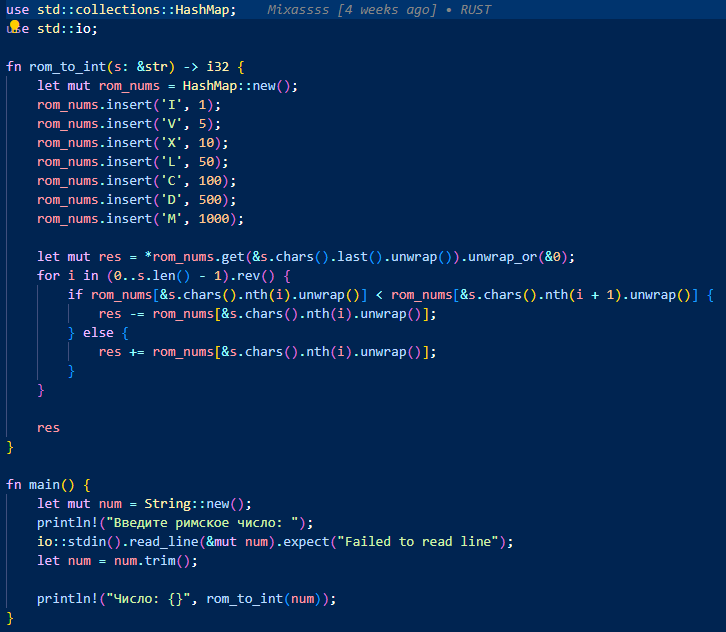 use std::collections::HashMap;    Mixassss [4 weeks ago] • RUST
use std::io;

fn rom_to_int(s: &str) -> i32 {
    let mut rom_nums = HashMap::new();
    rom_nums.insert('I', 1);
    rom_nums.insert('V', 5);
    rom_nums.insert('X', 10);
    rom_nums.insert('L', 50);
    rom_nums.insert('C', 100);
    rom_nums.insert('D', 500);
    rom_nums.insert('M', 1000);

    let mut res = *rom_nums.get(&s.chars().last().unwrap()).unwrap_or(&0);
    for i in (0..s.len() - 1).rev() {
        if rom_nums[&s.chars().nth(i).unwrap()] < rom_nums[&s.chars().nth(i + 1).unwrap()] {
            res -= rom_nums[&s.chars().nth(i).unwrap()];
        } else {
            res += rom_nums[&s.chars().nth(i).unwrap()];
        }
    }

    res
}

fn main() {
    let mut num = String::new();
    println!("Введите римское число: ");
    io::stdin().read_line(&mut num).expect("Failed to read line");
    let num = num.trim();

    println!("Число: {}", rom_to_int(num));
}